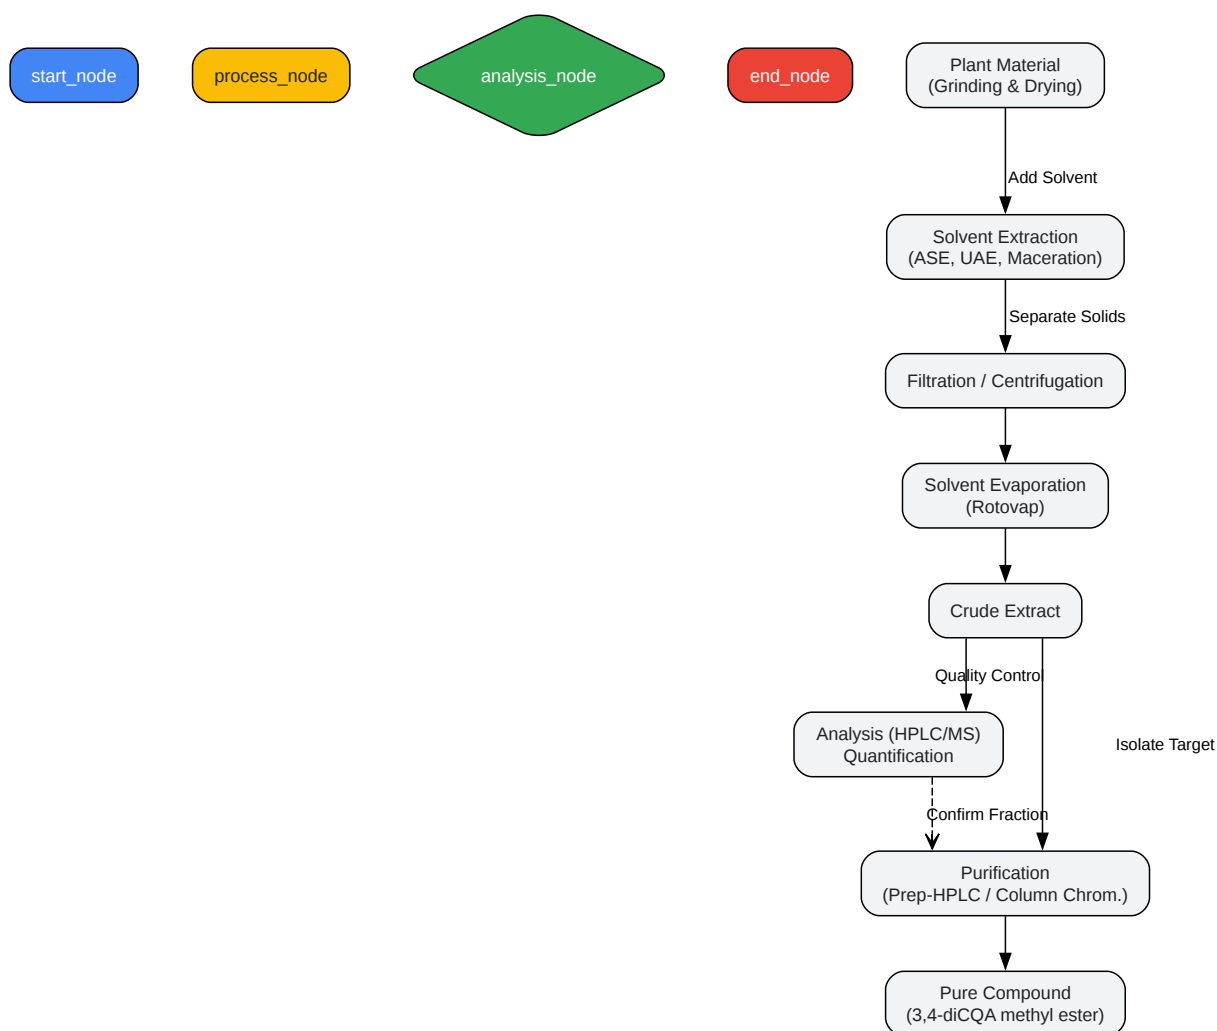 start_node
process_node
analysis_node
end_node
Plant Material
(Grinding & Drying)
Add Solvent
Solvent Extraction
(ASE, UAE, Maceration)
Separate Solids
Filtration / Centrifugation
Solvent Evaporation
(Rotovap)
Crude Extract
Quality Control
Analysis (HPLC/MS)
Quantification
Isolate Target
Confirm Fraction
Purification
(Prep-HPLC / Column Chrom.)
Pure Compound
(3,4-diCQA methyl ester)